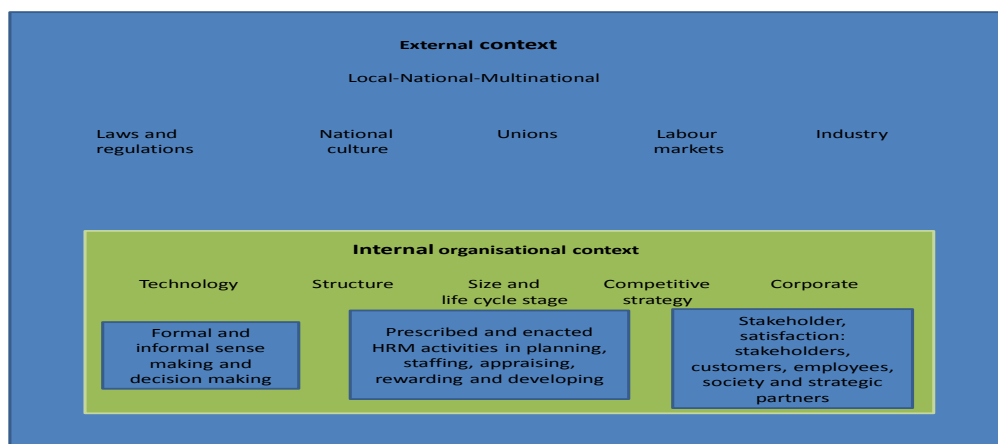 External context
Local-National-Multinational
Laws and
regulations
National
culture
Unions
Labour
markets
Industry
Internal organisational context
Technology
Structure
Size and
life cycle stage
Competitive
strategy
Corporate
Formal and
informal sense
making and
decision making
Prescribed and enacted
HRM activities in planning,
staffing, appraising,
rewarding and developing
Stakeholder,
satisfaction:
stakeholders,
customers, employees,
society and strategic
partners